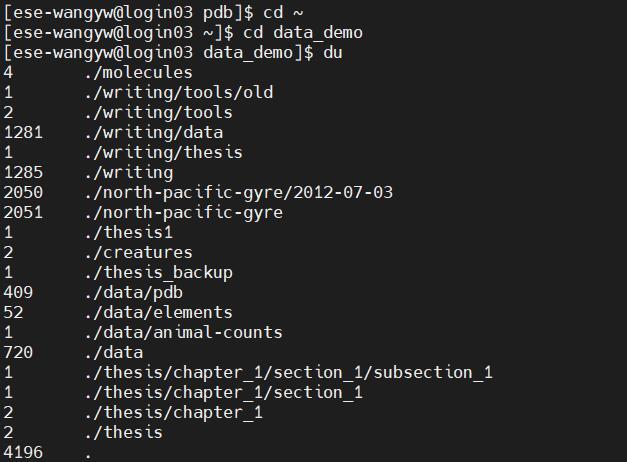 [ese-wangyw@login03 pdb]$ cd ~
[ese-wangyw@login03 ~]$ cd data_demo
[ese-wangyw@login03 data_demo]$ du
4       ./molecules
1       ./writing/tools/old
2       ./writing/tools
1281    ./writing/data
1       ./writing/thesis
1285    ./writing
2050    ./north-pacific-gyre/2012-07-03
2051    ./north-pacific-gyre
1       ./thesis1
2       ./creatures
1       ./thesis_backup
409     ./data/pdb
52      ./data/elements
1       ./data/animal-counts
720     ./data
1       ./thesis/chapter_1/section_1/subsection_1
1       ./thesis/chapter_1/section_1
2       ./thesis/chapter_1
2       ./thesis
4196    .